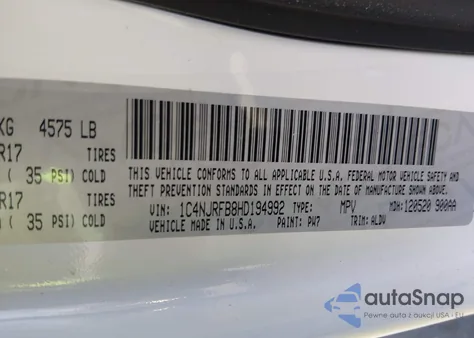 KG 4575 LB
R17 TIRES
( 35 PSI) COLD
R17 TIRES
( 35 PSI) COLD
THIS VEHICLE CONFORMS TO ALL APPLICABLE U.S.A. FEDERAL MOTOR VEHICLE SAFETY AND
THEFT PREVENTION STANDARDS IN EFFECT ON THE DATE OF MANUFACTURE SHOWN ABOVE.
VIN: 1C4NJRFB8HD194992 TYPE: MPV MDH: 120520 900AA
VEHICLE MADE IN U.S.A. PAINT: PW7 TRIM: ALDV
autoSnap
Pewne auta z aukcji USA - EU